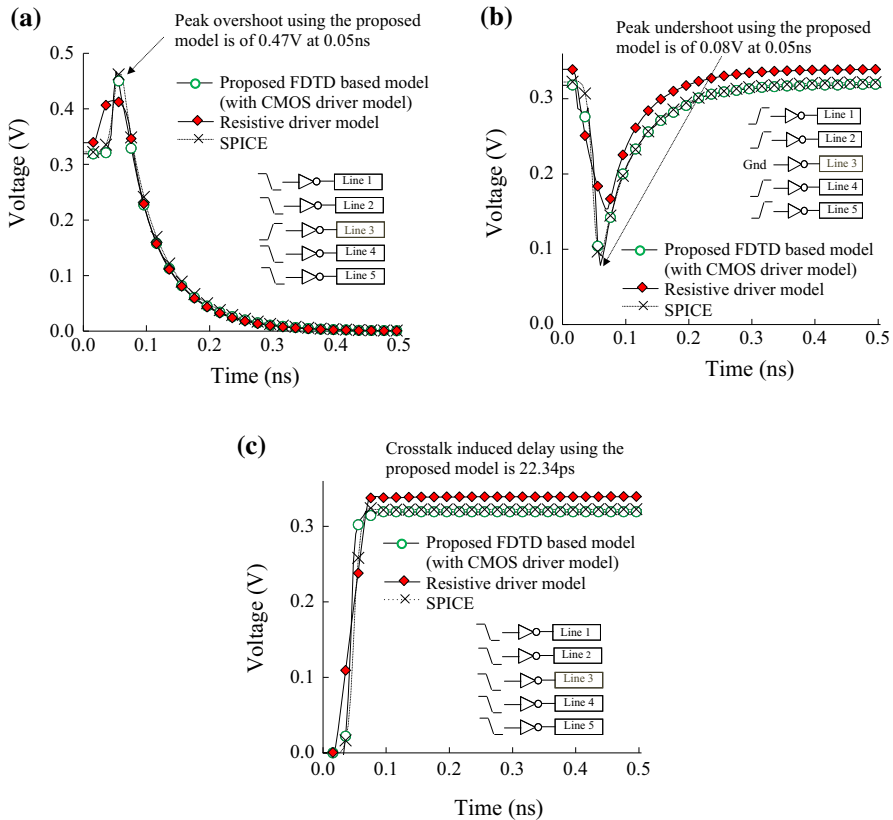 (a)
Peak overshoot using the proposed
model is of 0.47V at 0.05ns
0.5
0.4
0.3
0.2
0.1
0.0
Voltage (V)
Proposed FDTD based model
(with CMOS driver model)
Resistive driver model
SPICE
Line 1
Line 2
Line 3
Line 4
Line 5
0.0 0.1 0.2 0.3 0.4 0.5
Time (ns)
(b)
Peak undershoot using the proposed
model is of 0.08V at 0.05ns
0.3
0.2
0.1
0.0
Voltage (V)
Line 1
Line 2
Gnd Line 3
Line 4
Line 5
Proposed FDTD based model
(with CMOS driver model)
Resistive driver model
SPICE
0.0 0.1 0.2 0.3 0.4 0.5
Time (ns)
(c)
Crosstalk induced delay using the
proposed model is 22.34ps
0.3
0.2
0.3
0.0
Voltage (V)
Proposed FDTD based model
(with CMOS driver model)
Resistive driver model
SPICE
Line 1
Line 2
Line 3
Line 4
Line 5
0.0 0.1 0.2 0.3 0.4 0.5
Time (ns)